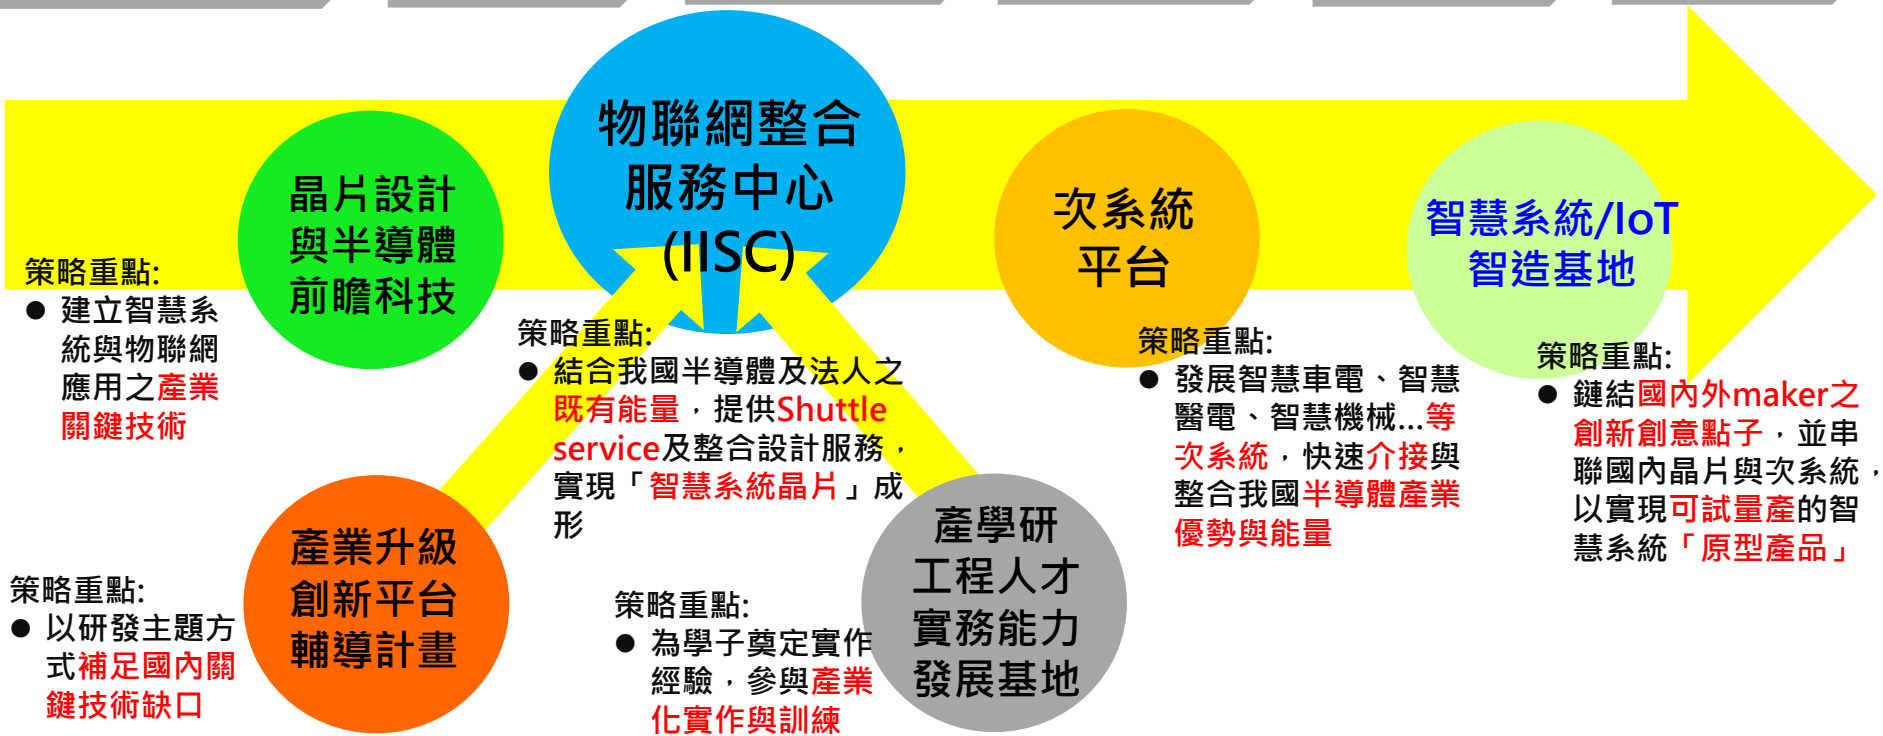 晶片設計
與半導體
前瞻科技
策略重點:
● 建立智慧系
統與物聯網
應用之產業
關鍵技術
物聯網整合
服務中心
(IISC)
策略重點:
● 結合我國半導體及法人之
既有能量，提供Shuttle
service及整合設計服務，
實現「智慧系統晶片」成
形
次系統
平台
策略重點:
● 發展智慧車電、智慧
醫電、智慧機械...等
次系統，快速介接與
整合我國半導體產業
優勢與能量
智慧系統/IoT
智造基地
策略重點:
● 鏈結國內外maker之
創新創意點子，並串
聯國內晶片與次系統，
以實現可試量產的智
慧系統「原型產品」
產業升級
創新平台
輔導計畫
策略重點:
● 以研發主題方
式補足國內關
鍵技術缺口
產學研
工程人才
實務能力
發展基地
策略重點:
● 為學子奠定實作
經驗，參與產業
化實作與訓練